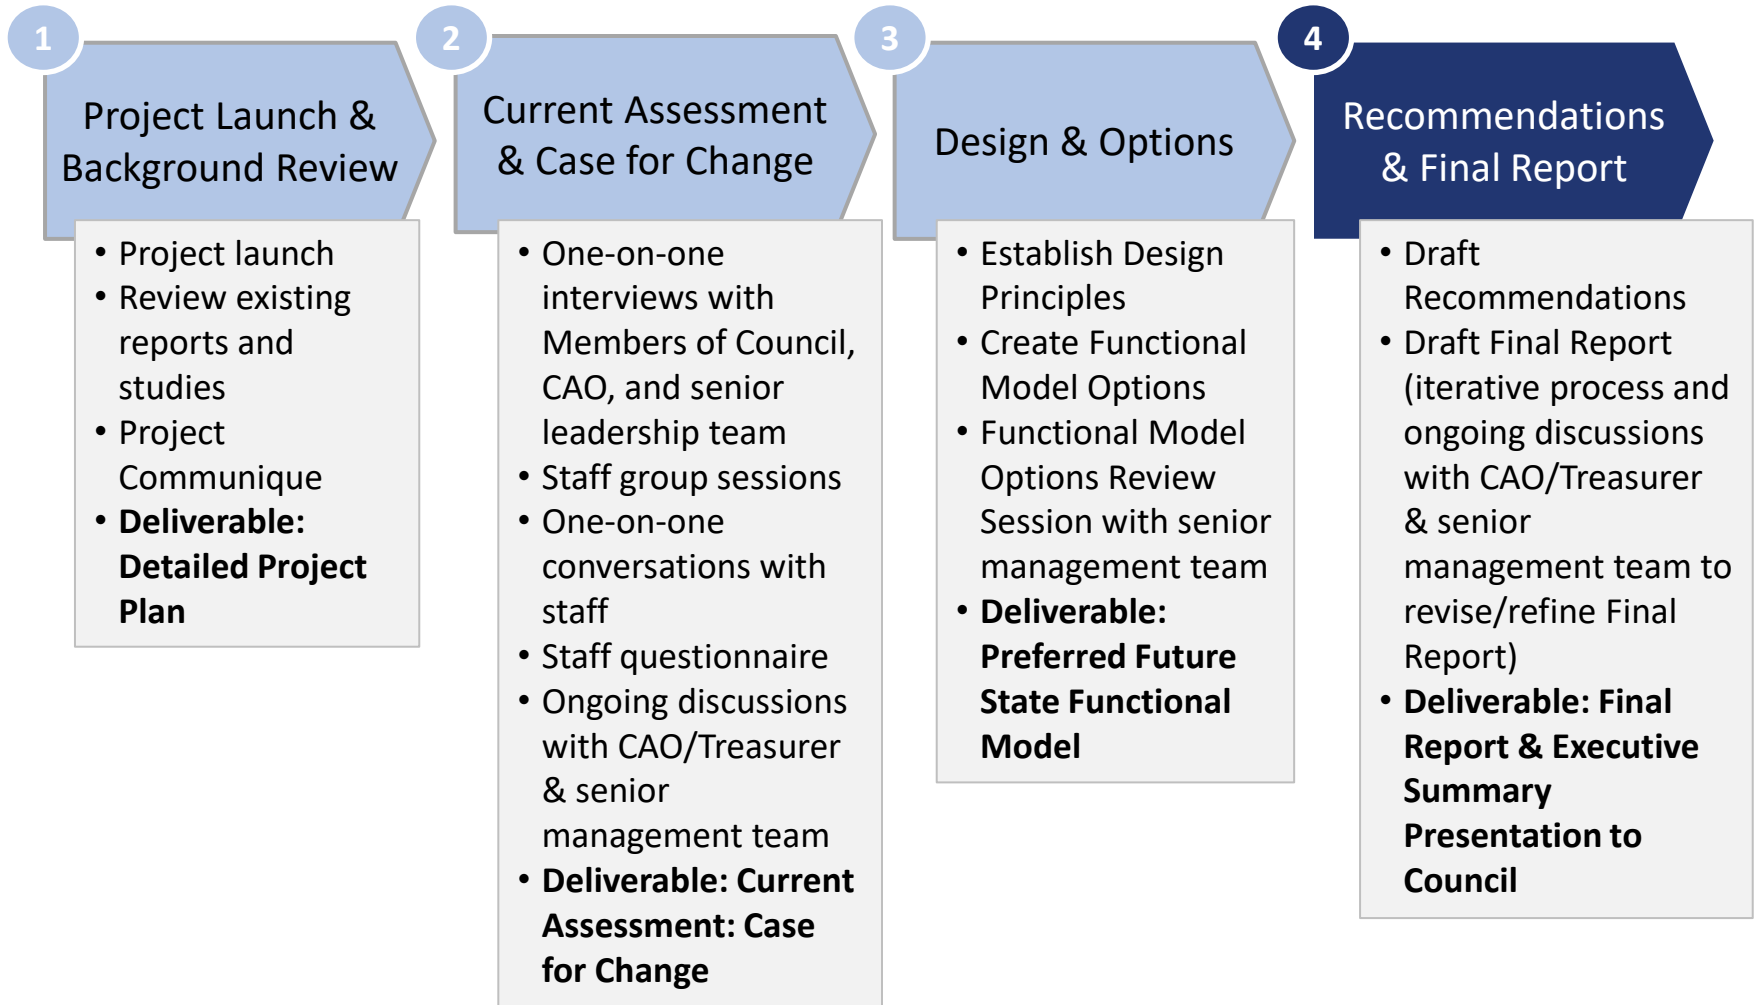 1
Project Launch &
Background Review
• Project launch
• Review existing
reports and
studies
• Project
Communique
• Deliverable:
Detailed Project
Plan
2
Current Assessment
& Case for Change
• One-on-one
interviews with
Members of Council,
CAO, and senior
leadership team
• Staff group sessions
• One-on-one
conversations with
staff
• Staff questionnaire
• Ongoing discussions
with CAO/Treasurer
& senior
management team
• Deliverable: Current
Assessment: Case
for Change
3
Design & Options
• Establish Design
Principles
• Create Functional
Model Options
• Functional Model
Options Review
Session with senior
management team
• Deliverable:
Preferred Future
State Functional
Model
4
Recommendations
& Final Report
• Draft
Recommendations
• Draft Final Report
(iterative process and
ongoing discussions
with CAO/Treasurer
& senior
management team to
revise/refine Final
Report)
• Deliverable: Final
Report & Executive
Summary
Presentation to
Council